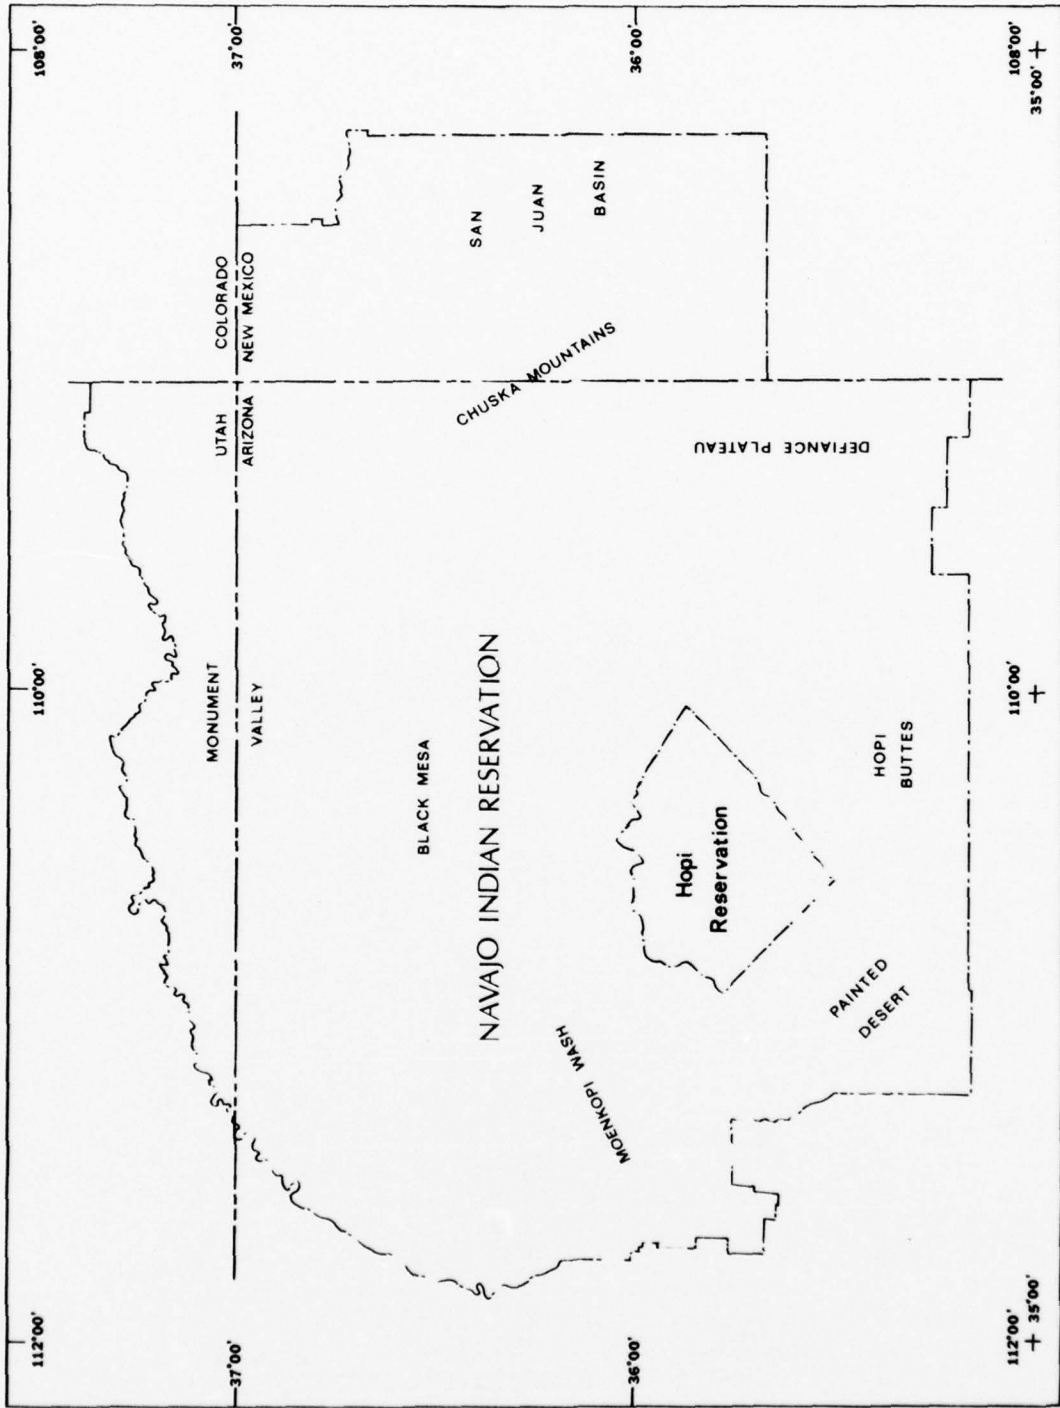 112°00'
110°00'
108°00'
37°00'
37°00'
UTAH
COLORADO
ARIZONA
NEW MEXICO
MONUMENT
VALLEY
BLACK MESA
NAVAJO INDIAN RESERVATION
CHUSKA MOUNTAINS
SAN
JUAN
BASIN
MOENKOPI WASH
36°00'
36°00'
Hopi
Reservation
DEFIANCE PLATEAU
PAINTED
DESERT
HOPI
BUTTES
112°00'
35°00'
110°00'
108°00'
35°00'